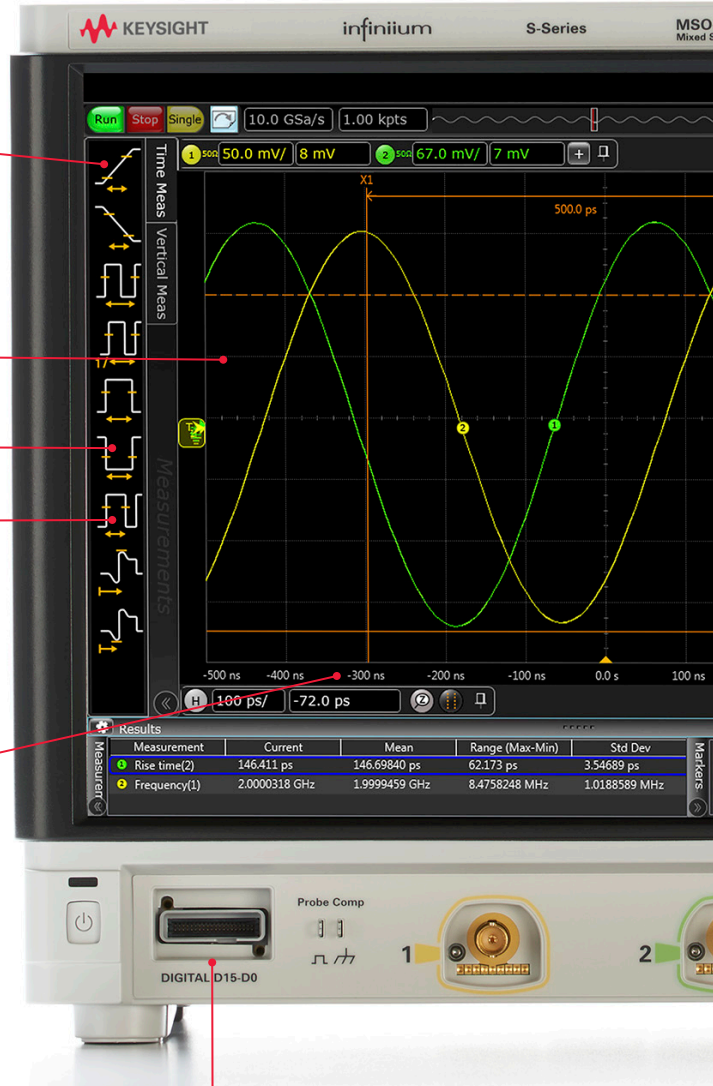 KEYSIGHT infiniium S-Series MSO
Mixed S
Run Stop Single 10.0 GSa/s 1.00 kpts
Time Meas
Vertical Meas
Measurements
1 50Ω 50.0 mV/ 8 mV 2 50Ω 67.0 mV/ 7 mV +
X1
500.0 ps
1/
2 1
T
-500 ns -400 ns -300 ns -200 ns -100 ns 0.0 s 100 ns
H 100 ps/ -72.0 ps Z
Results
Measurem
Markers
Measurement Current Mean Range (Max-Min) Std Dev
1 Rise time(2) 146.411 ps 146.69840 ps 62.173 ps 3.54689 ps
2 Frequency(1) 2.0000318 GHz 1.9999459 GHz 8.4758248 MHz 1.0188589 MHz
Probe Comp
DIGITAL D15-D0
1 2